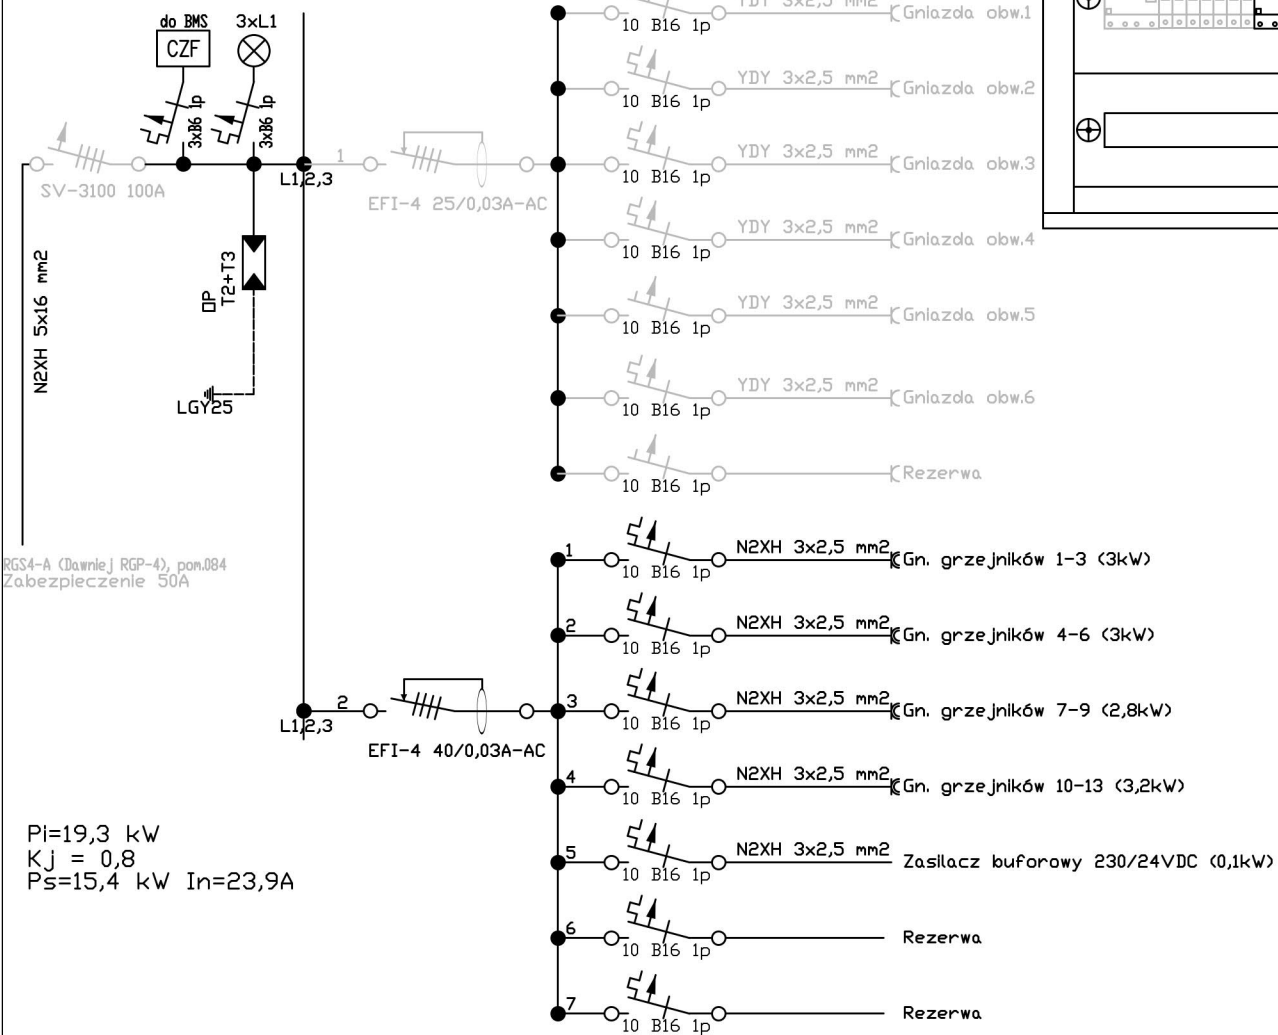 do BMS
3xL1
CZF
3xB6 1p
3xB6 1p
SV-3100 100A
L1,2,3
1
EFI-4 25/0,03A-AC
N2XH 5x16 mm2
OP
T2+T3
LGY25
RGS4-A (Dawniej RGP-4), pom.084
Zabezpieczenie 50A
10 B16 1p YDY 3x2,5 mm2 Gniazda obw.1
10 B16 1p YDY 3x2,5 mm2 Gniazda obw.2
10 B16 1p YDY 3x2,5 mm2 Gniazda obw.3
10 B16 1p YDY 3x2,5 mm2 Gniazda obw.4
10 B16 1p YDY 3x2,5 mm2 Gniazda obw.5
10 B16 1p YDY 3x2,5 mm2 Gniazda obw.6
10 B16 1p Rezerwa
L1,2,3
2
EFI-4 40/0,03A-AC
1 10 B16 1p N2XH 3x2,5 mm2 Gn. grzejników 1-3 (3kW)
2 10 B16 1p N2XH 3x2,5 mm2 Gn. grzejników 4-6 (3kW)
3 10 B16 1p N2XH 3x2,5 mm2 Gn. grzejników 7-9 (2,8kW)
4 10 B16 1p N2XH 3x2,5 mm2 Gn. grzejników 10-13 (3,2kW)
5 10 B16 1p N2XH 3x2,5 mm2 Zasilacz buforowy 230/24VDC (0,1kW)
6 10 B16 1p Rezerwa
7 10 B16 1p Rezerwa
Pi=19,3 kW
Kj = 0,8
Ps=15,4 kW In=23,9A